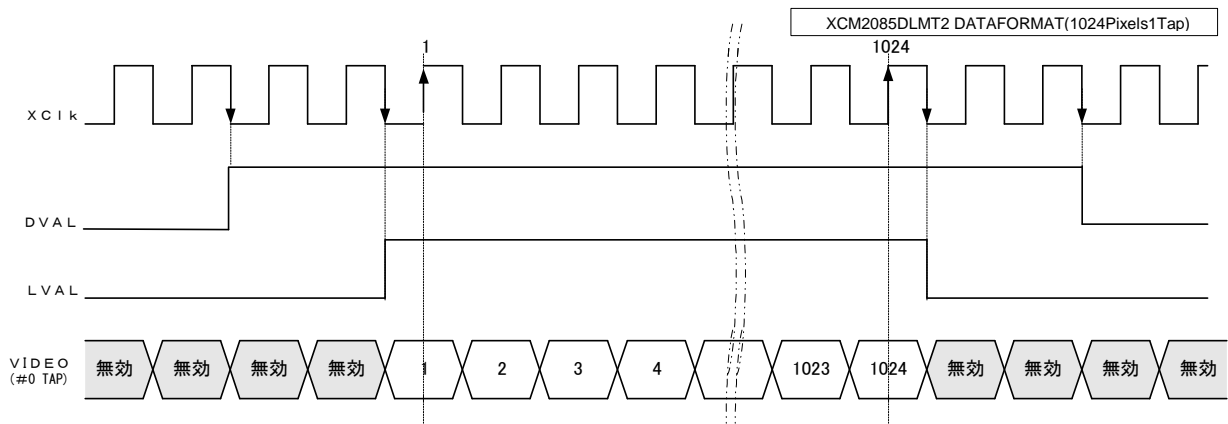 XCM2085DLMT2 DATAFORMAT(1024Pixels1Tap)
1 1024
XClk
DVAL
LVAL
VIDEO
(#0 TAP)
無効 無効 無効 無効 1 2 3 4 1023 1024 無効 無効 無効 無効